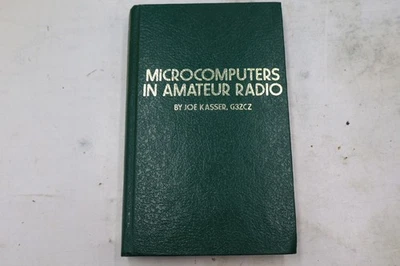 MICROCOMPUTERS
IN AMATEUR RADIO
BY JOE KASSER, G3ZCZ